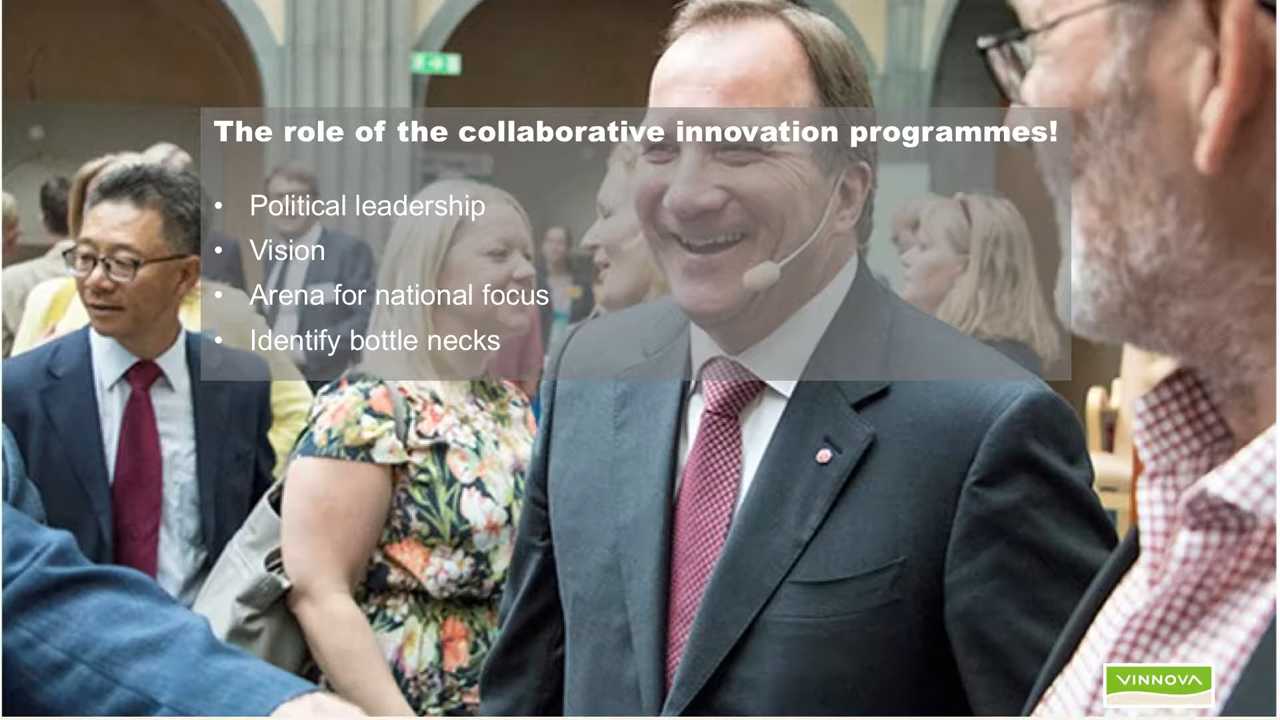 The role of the collaborative innovation programmes!
• Political leadership
• Vision
• Arena for national focus
• Identify bottle necks
VINNOVA